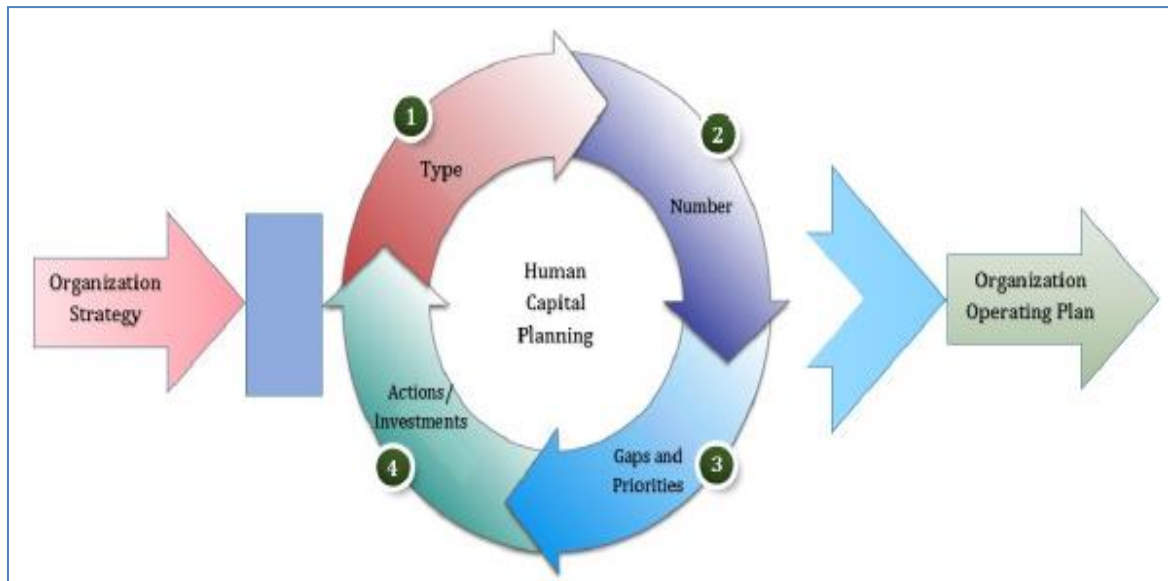 1
Type
2
Number
Organization
Strategy
Human
Capital
Planning
Organization
Operating Plan
Actions/
Investments
4
Gaps and
Priorities
3